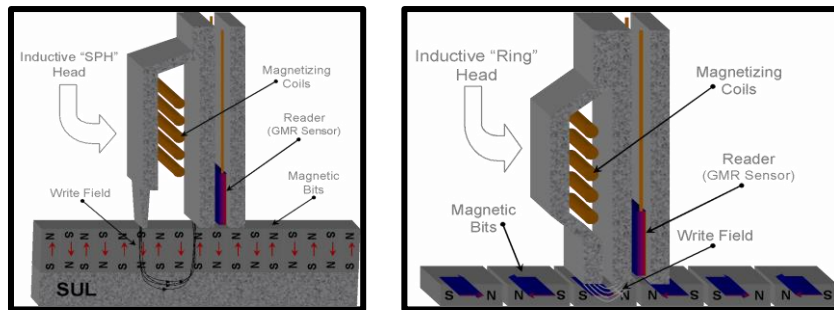 Inductive “SPH”
Head
Magnetizing
Coils
Reader
(GMR Sensor)
Magnetic
Bits
Write Field
SUL
Inductive “Ring”
Head
Magnetizing
Coils
Reader
(GMR Sensor)
Magnetic
Bits
Write Field
S N N S S N N S S N N S